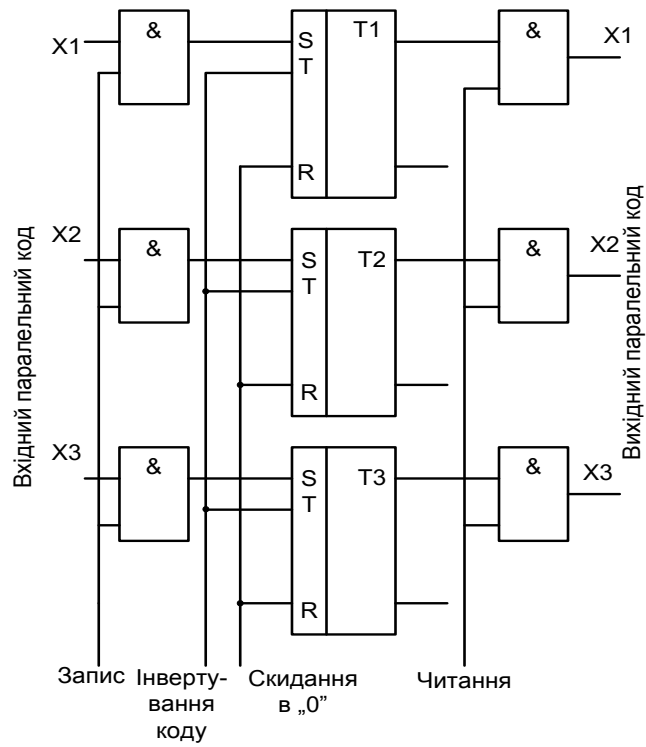 X1
&
S
T
R
T1
&
X1
X2
&
S
T
R
T2
&
X2
X3
&
S
T
R
T3
&
X3
Вхідний паралельний код
Вихідний паралельний код
Запис
Інверту-
вання
коду
Скидання
в „0”
Читання